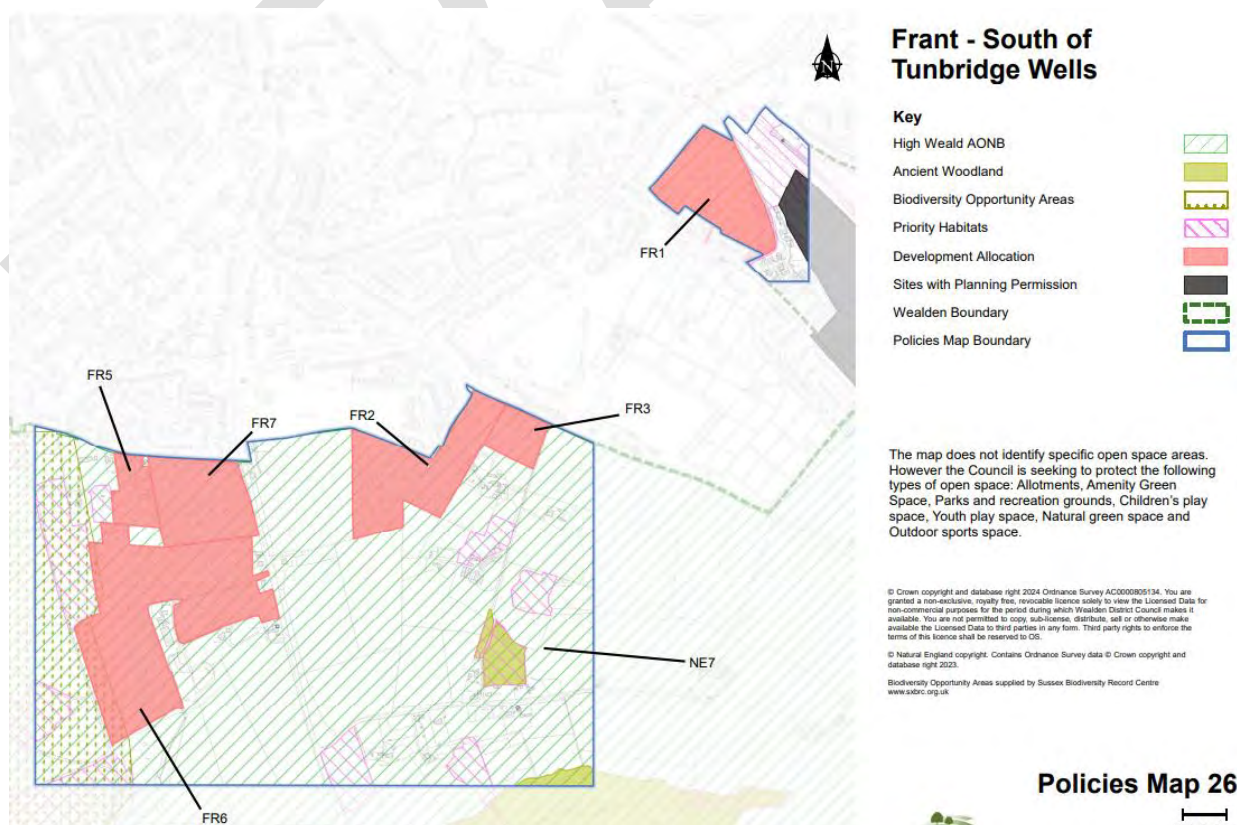 Frant - South of
Tunbridge Wells
Key
High Weald AONB
Ancient Woodland
Biodiversity Opportunity Areas
Priority Habitats
Development Allocation
Sites with Planning Permission
Wealden Boundary
Policies Map Boundary
N
FR1
FR5
FR7
FR2
FR3
NE7
FR6
The map does not identify specific open space areas.
However the Council is seeking to protect the following
types of open space: Allotments, Amenity Green
Space, Parks and recreation grounds, Children's play
space, Youth play space, Natural green space and
Outdoor sports space.
© Crown copyright and database right 2024 Ordnance Survey AC0000805134. You are
granted a non-exclusive, royalty free, revocable licence solely to view the Licensed Data for
non-commercial purposes for the period during which Wealden District Council makes it
available. You are not permitted to copy, sub-license, distribute, sell or otherwise make
available the Licensed Data to third parties in any form. Third party rights to enforce the
terms of this licence shall be reserved to OS.
© Natural England copyright. Contains Ordnance Survey data © Crown copyright and
database right 2023.
Biodiversity Opportunity Areas supplied by Sussex Biodiversity Record Centre
www.sxbrc.org.uk
Policies Map 26